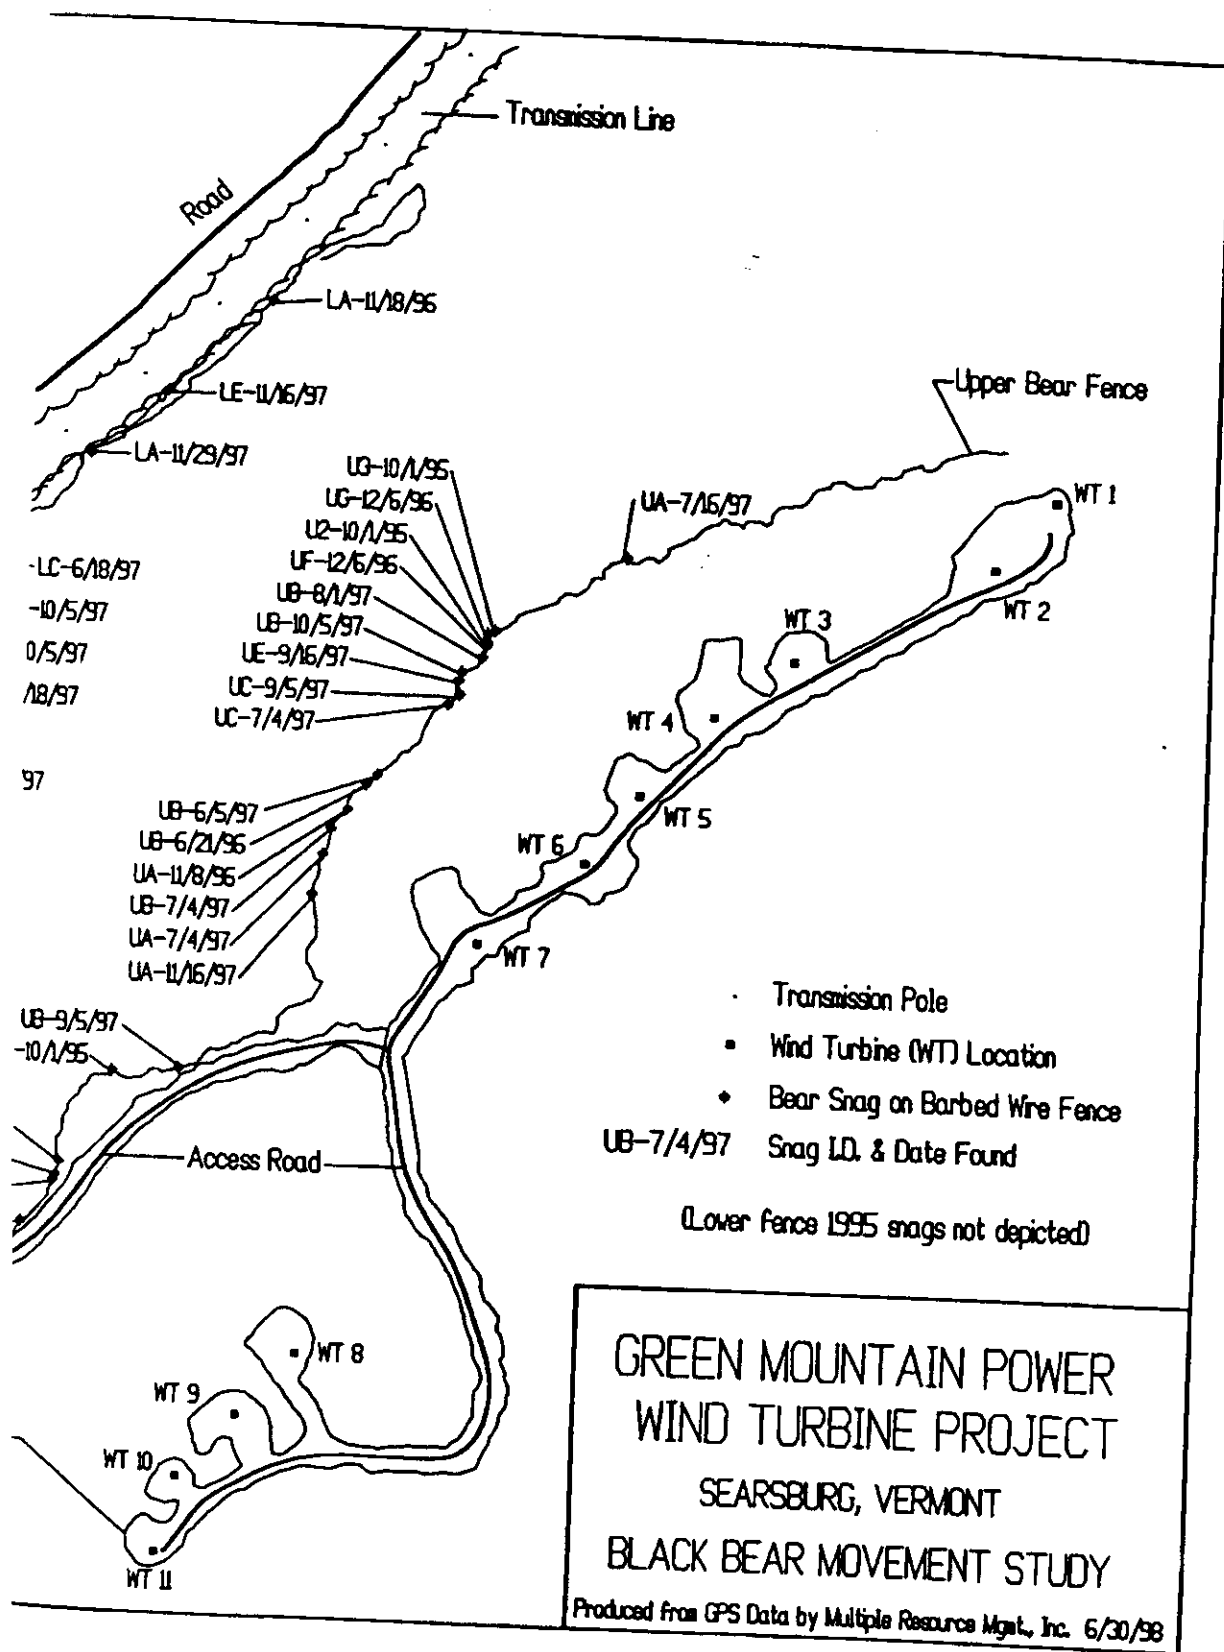 Transmission Line
Road
LA-11/18/96
LE-11/16/97
Upper Bear Fence
LA-11/29/97
U3-10/1/95
UG-12/6/96
UA-7/16/97
WT 1
U2-10/1/95
UF-12/6/96
-LC-6/18/97
UB-8/1/97
-10/5/97
UB-10/5/97
WT 2
WT 3
0/5/97
UE-9/16/97
/18/97
UC-9/5/97
UC-7/4/97
WT 4
97
UB-6/5/97
WT 5
UB-6/21/96
WT 6
UA-11/8/96
UB-7/4/97
UA-7/4/97
WT 7
UA-11/16/97
Transmission Pole
UB-9/5/97
-10/1/95
Wind Turbine (WT) Location
Bear Snag on Barbed Wire Fence
UB-7/4/97 Snag I.D. & Date Found
Access Road
(Lower fence 1995 snags not depicted)
WT 8
WT 9
WT 10
WT 11
GREEN MOUNTAIN POWER
WIND TURBINE PROJECT
SEARSBURG, VERMONT
BLACK BEAR MOVEMENT STUDY
Produced from GPS Data by Multiple Resource Mgmt., Inc. 6/30/98